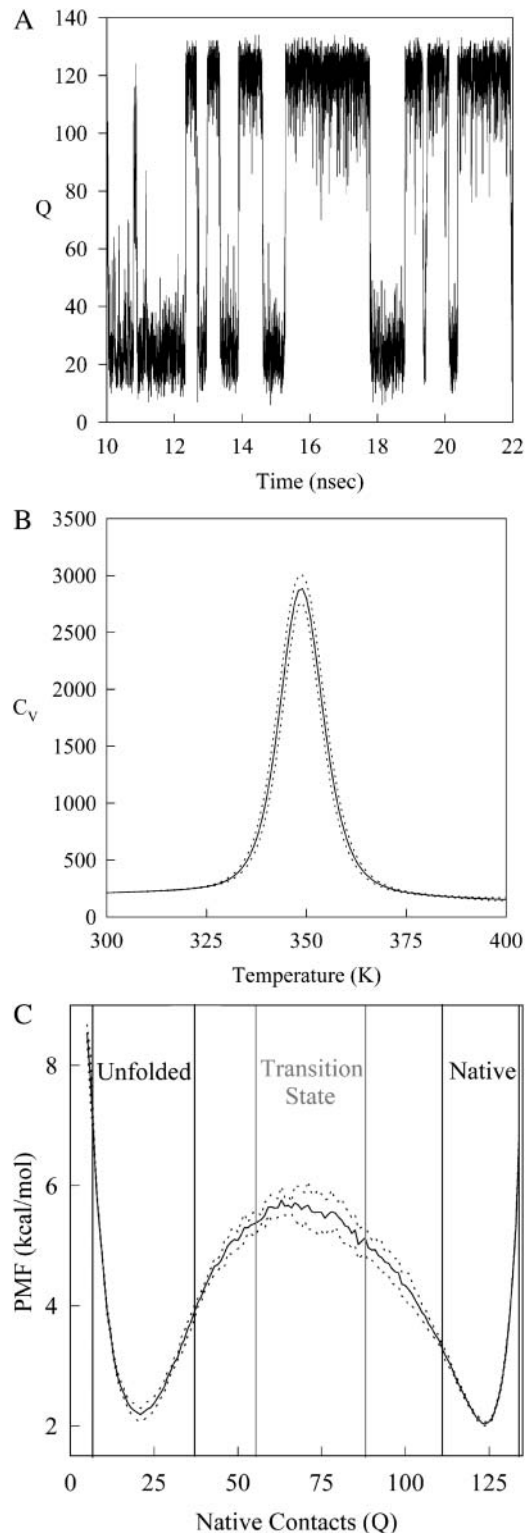 A
140
120
100
80
60
40
20
0
Q
10 12 14 16 18 20 22
Time (nsec)
B
3500
3000
2500
2000
1500
1000
500
0
C_V
300 325 350 375 400
Temperature (K)
C
Unfolded Transition State Native
8
6
4
2
PMF (kcal/mol)
0 25 50 75 100 125
Native Contacts (Q)